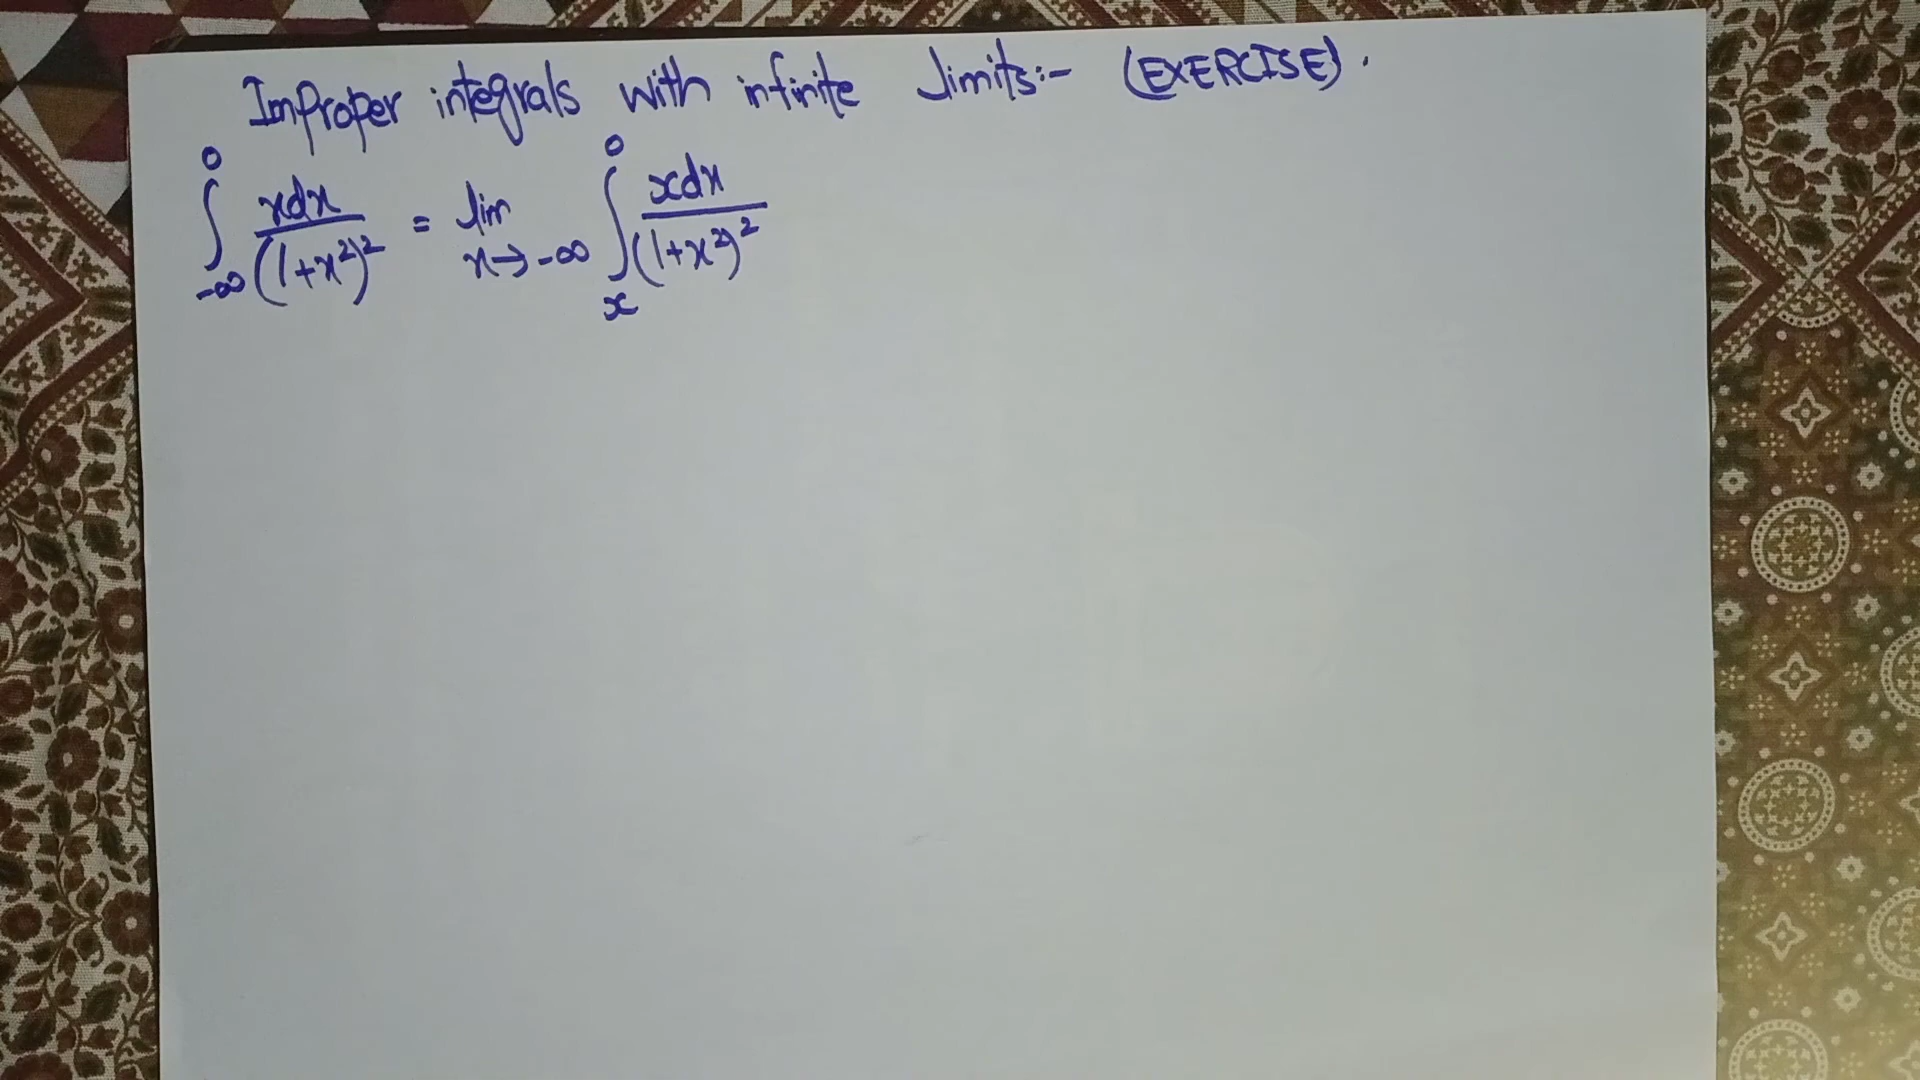 Improper integrals with infinite limits:- (EXERCISE).
∫_{-∞}^{0} xdx/(1+x²)² = lim_{x→-∞} ∫_{x}^{0} xdx/(1+x²)²